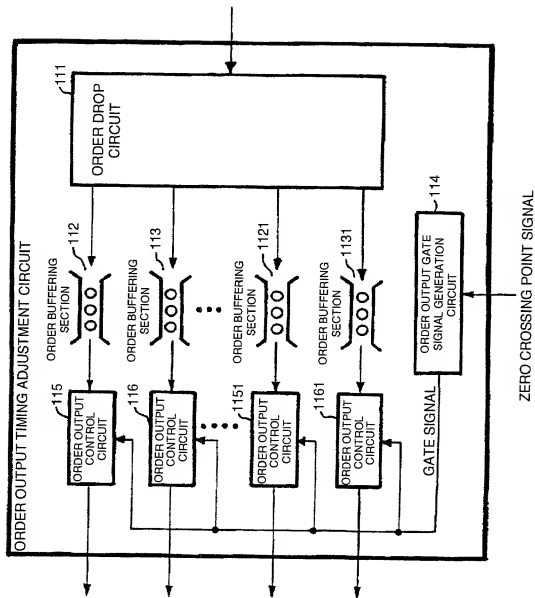 ORDER OUTPUT TIMING ADJUSTMENT CIRCUIT
111
ORDER DROP
CIRCUIT
112
ORDER BUFFERING
SECTION
115
ORDER OUTPUT
CONTROL
CIRCUIT
113
ORDER BUFFERING
SECTION
116
ORDER OUTPUT
CONTROL
CIRCUIT
1121
ORDER BUFFERING
SECTION
1151
ORDER OUTPUT
CONTROL
CIRCUIT
1131
ORDER BUFFERING
SECTION
1161
ORDER OUTPUT
CONTROL
CIRCUIT
114
ORDER OUTPUT GATE
SIGNAL GENERATION
CIRCUIT
GATE SIGNAL
ZERO CROSSING POINT SIGNAL